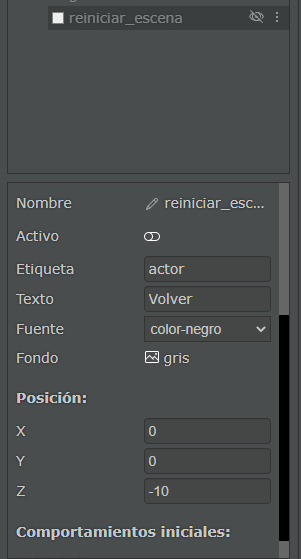 reiniciar_escena
Nombre reiniciar_esc...
Activo
Etiqueta actor
Texto Volver
Fuente color-negro
Fondo gris
Posición:
X 0
Y 0
Z -10
Comportamientos iniciales: